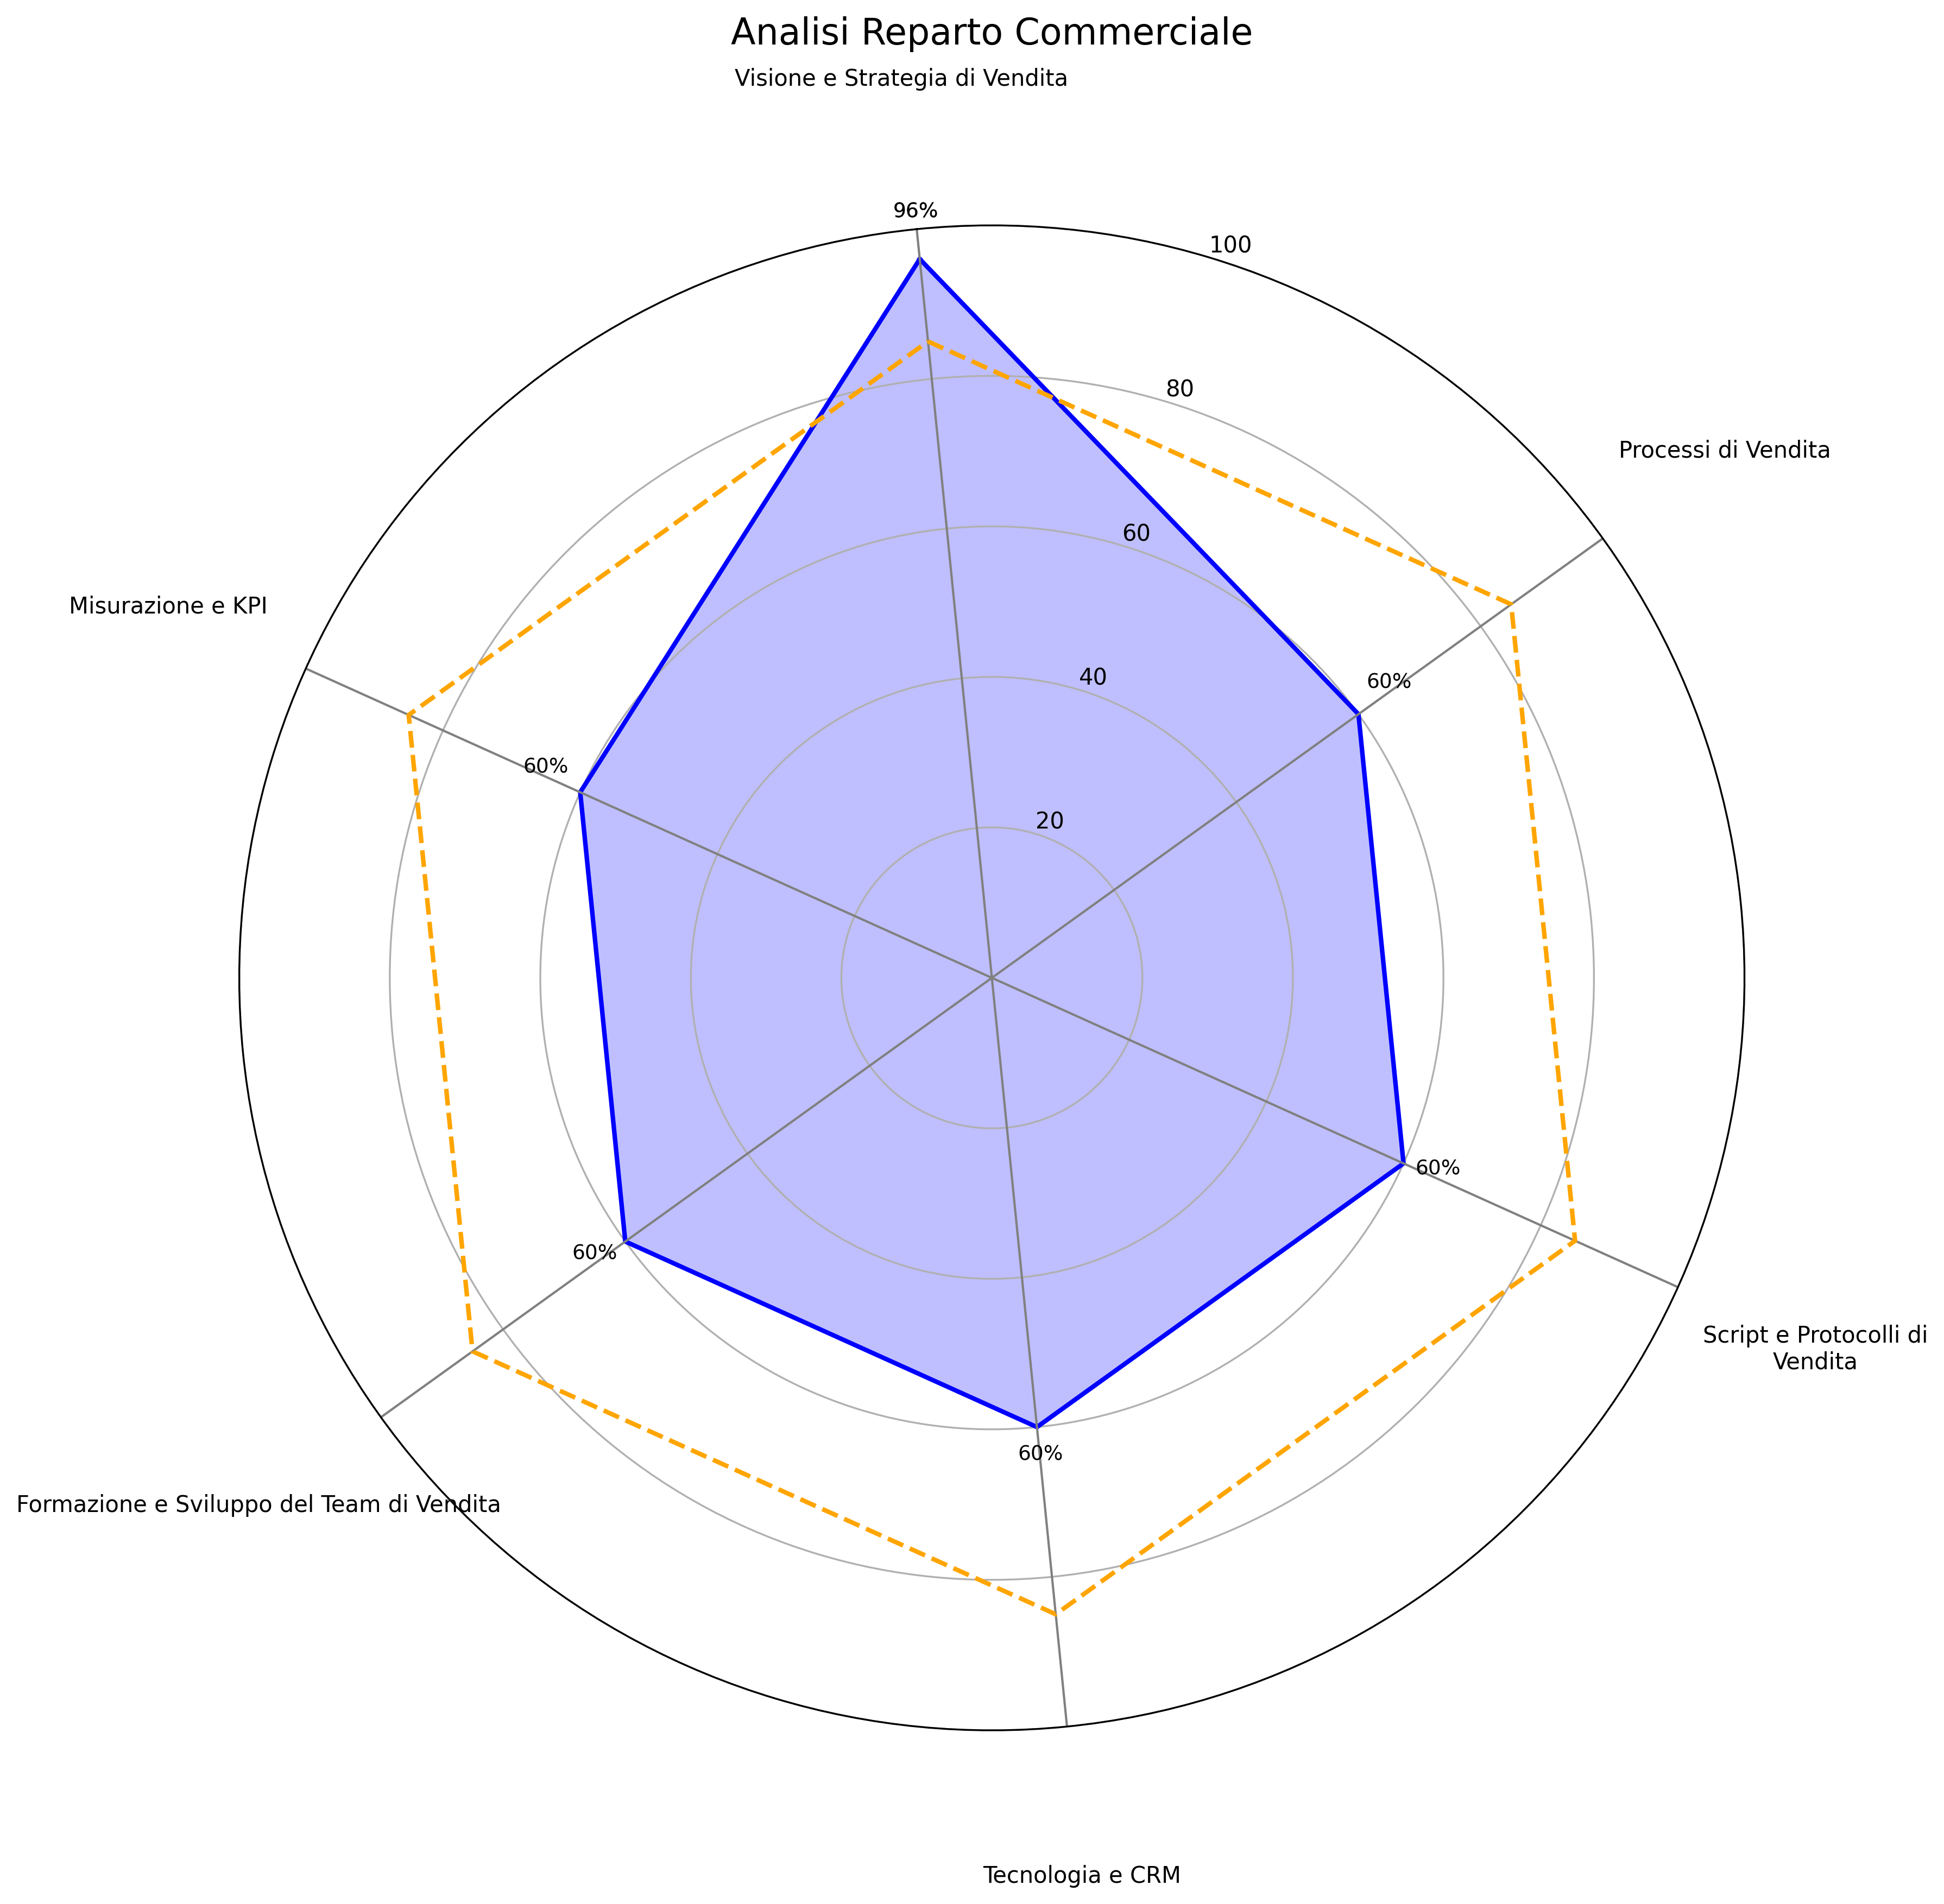 Analisi Reparto Commerciale
Visione e Strategia di Vendita
96%
100
80
Processi di Vendita
60
Misurazione e KPI
40
60%
60%
20
60%
60%
Script e Protocolli di
Vendita
60%
Formazione e Sviluppo del Team di Vendita
Tecnologia e CRM